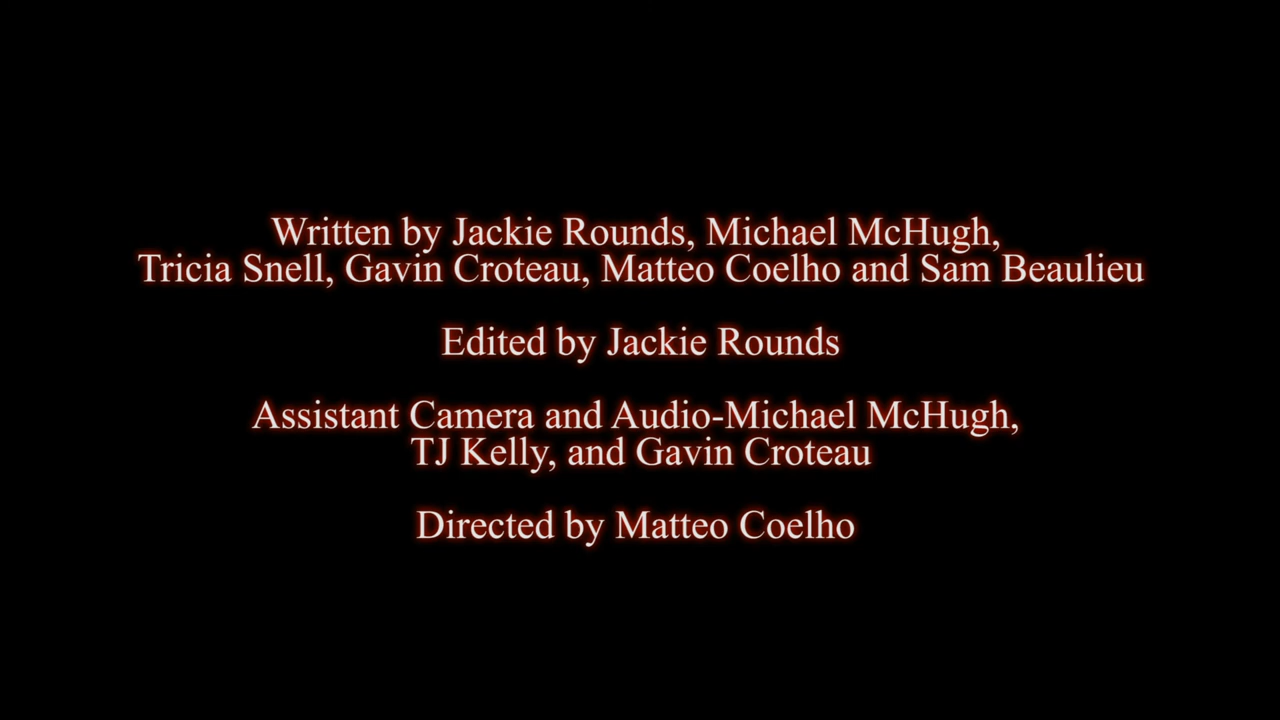 Written by Jackie Rounds, Michael McHugh,
Tricia Snell, Gavin Croteau, Matteo Coelho and Sam Beaulieu
Edited by Jackie Rounds
Assistant Camera and Audio-Michael McHugh,
TJ Kelly, and Gavin Croteau
Directed by Matteo Coelho